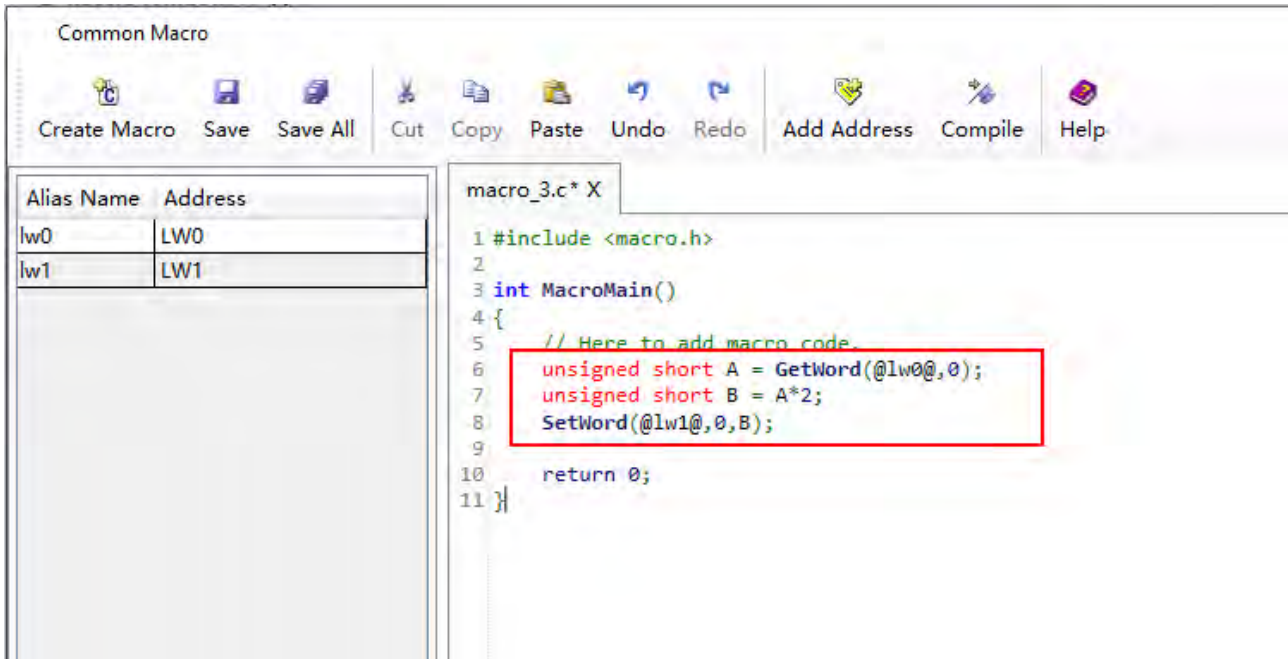 Common Macro
Create Macro Save Save All Cut Copy Paste Undo Redo Add Address Compile Help
Alias Name Address
lw0 LW0
lw1 LW1
macro_3.c* X
1 #include <macro.h>
2
3 int MacroMain()
4 {
5 // Here to add macro code.
6 unsigned short A = GetWord(@lw0@,0);
7 unsigned short B = A*2;
8 SetWord(@lw1@,0,B);
9
10 return 0;
11 }